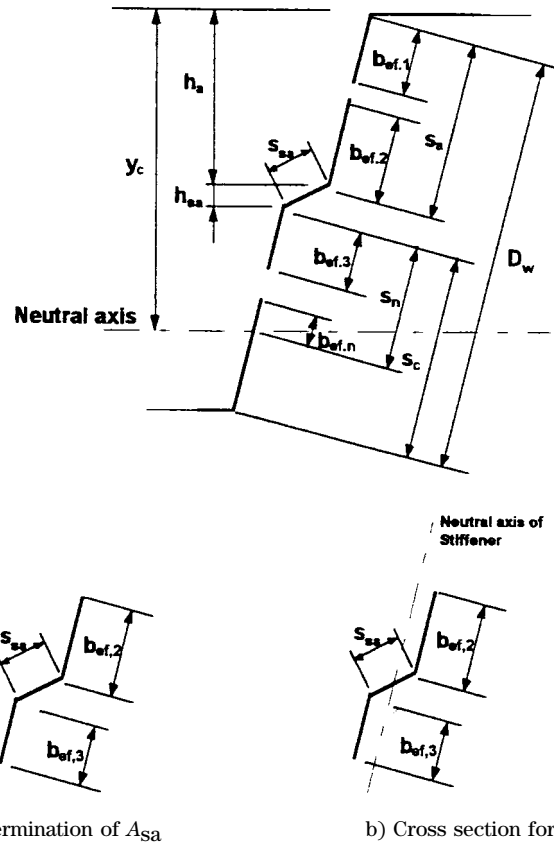 b_ef.1
h_a
s_sa
b_ef.2
s_a
y_c
h_sa
b_ef.3
D_w
s_n
Neutral axis
b_ef.n
s_c
Neutral axis of
Stiffener
s_sa
b_ef,2
b_ef,3
s_sa
b_ef,2
b_ef,3
ermination of A_sa
b) Cross section for